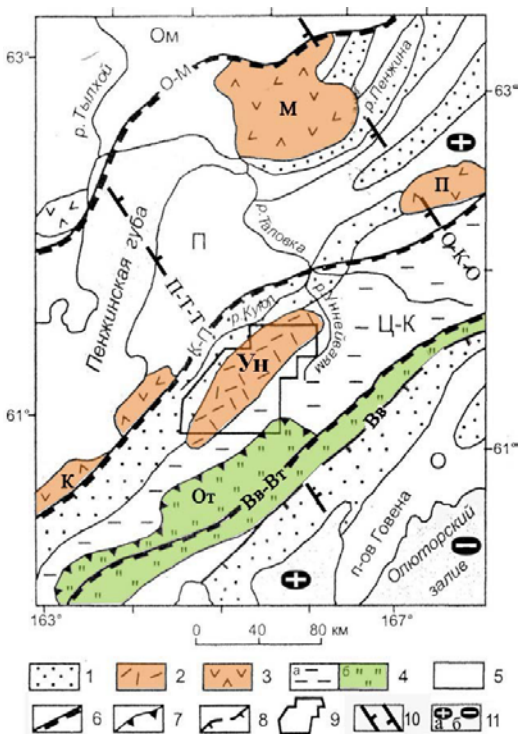 63°
63°
Ом
О-М
р. Тылхой
М
р. Пенжина
П
О-К-О
р. Таловка
П
Пенжинская губа
П-Т-Т
К-П
р. Куюл
р. Уннейваям
Ц-К
Ун
61°
61°
К
От
Вв-Вт
Вв
О
п-ов Говена
Олюторский
залив
163°
167°
0 40 80 км
1 2 3 а б 4 5
6 7 8 9 10 а б 11